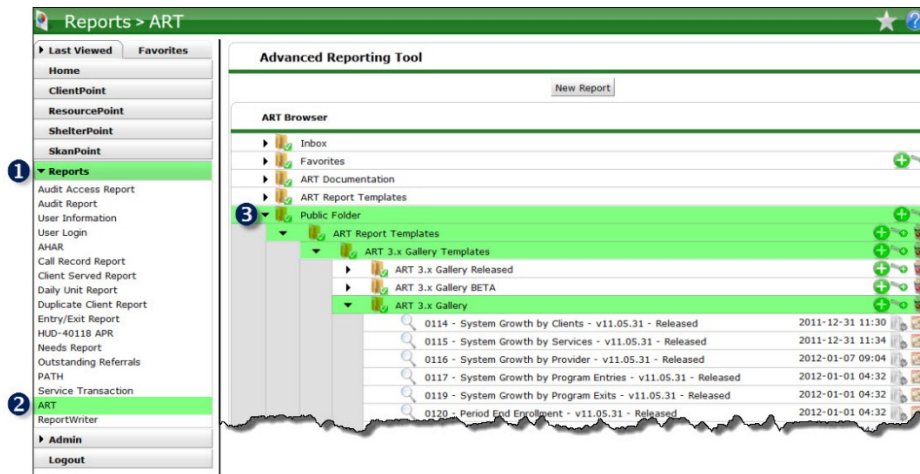 Reports > ART
?
Last Viewed Favorites
Home
ClientPoint
ResourcePoint
ShelterPoint
SkanPoint
1 Reports
Audit Access Report
Audit Report
User Information
User Login
AHAR
Call Record Report
Client Served Report
Daily Unit Report
Duplicate Client Report
Entry/Exit Report
HUD-40118 APR
Needs Report
Outstanding Referrals
PATH
Service Transaction
2 ART
ReportWriter
Admin
Logout
Advanced Reporting Tool
New Report
ART Browser
Inbox
Favorites
ART Documentation
ART Report Templates
3 Public Folder
ART Report Templates
ART 3.x Gallery Templates
ART 3.x Gallery Released
ART 3.x Gallery BETA
ART 3.x Gallery
0114 - System Growth by Clients - v11.05.31 - Released 2011-12-31 11:30
0115 - System Growth by Services - v11.05.31 - Released 2011-12-31 11:34
0116 - System Growth by Provider - v11.05.31 - Released 2012-01-07 09:04
0117 - System Growth by Program Entries - v11.05.31 - Released 2012-01-01 04:32
0119 - System Growth by Program Exits - v11.05.31 - Released 2012-01-01 04:32
0120 - Period End Enrollment - v11.05.31 - Released 2012-01-01 04:32